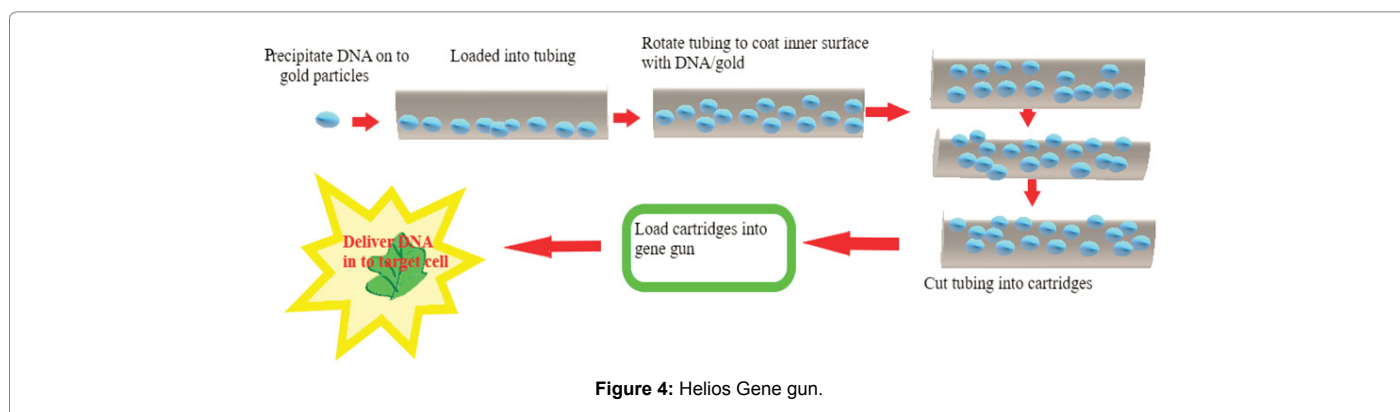 Precipitate DNA on to
gold particles
Loaded into tubing
Rotate tubing to coat inner surface
with DNA/gold
Cut tubing into cartridges
Load cartridges into
gene gun
Deliver DNA
in to target cell
Figure 4: Helios Gene gun.